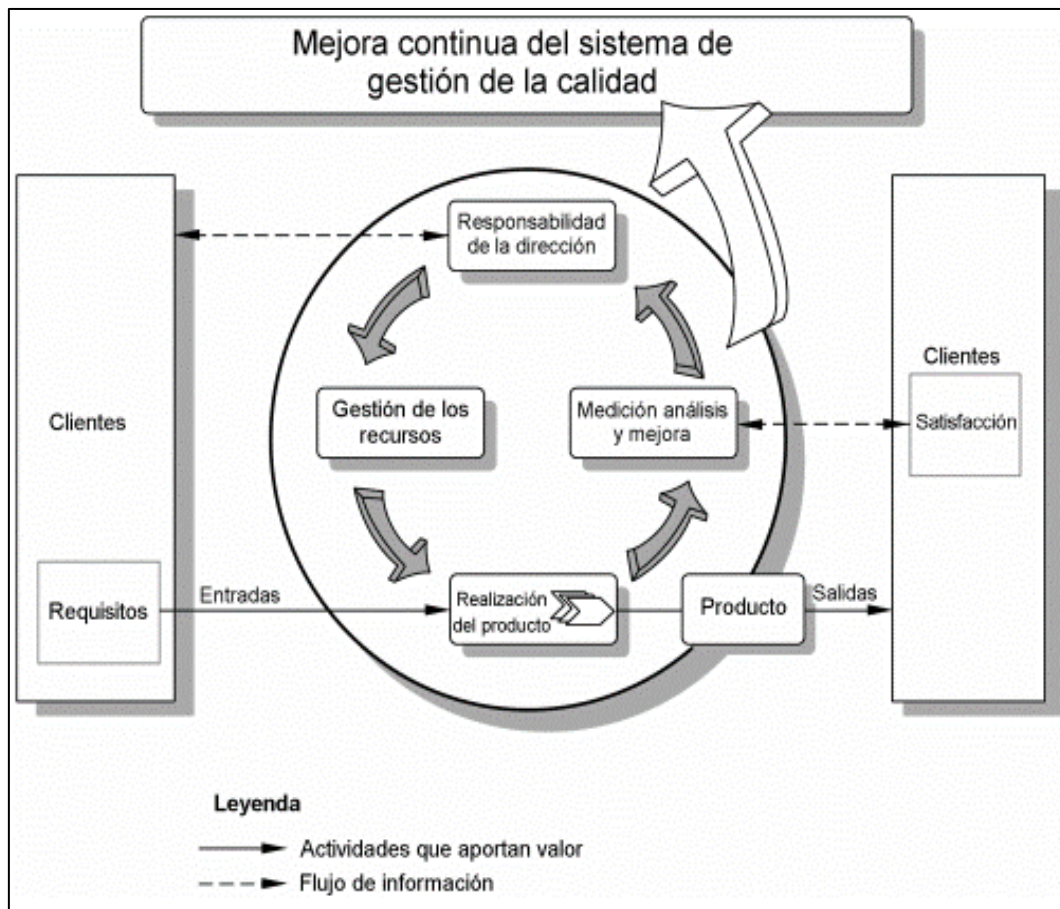 Mejora continua del sistema de
gestión de la calidad
Responsabilidad
de la dirección
Clientes
Gestión de los
recursos
Medición análisis
y mejora
Clientes
Satisfacción
Requisitos
Entradas
Realización
del producto
Producto
Salidas
Leyenda
Actividades que aportan valor
Flujo de información